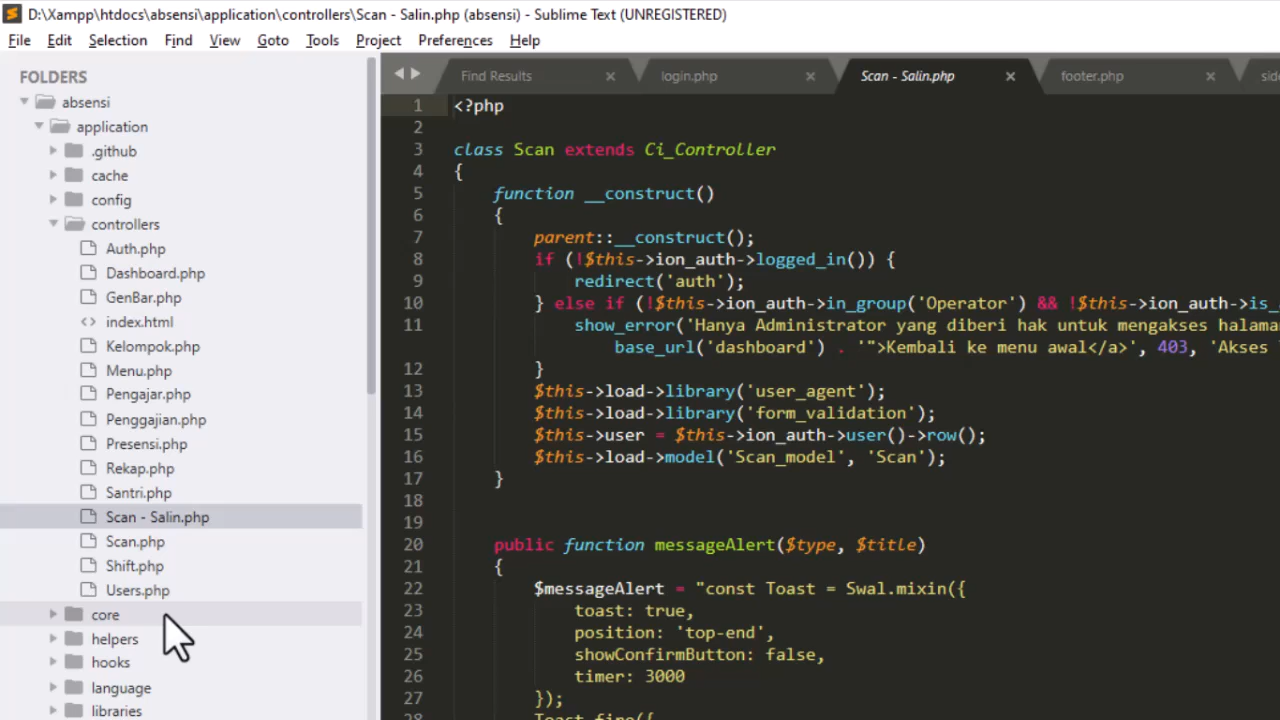 D:\Xampp\htdocs\absensi\application\controllers\Scan - Salin.php (absensi) - Sublime Text (UNREGISTERED)
File Edit Selection Find View Goto Tools Project Preferences Help
FOLDERS
absensi
application
.github
cache
config
controllers
Auth.php
Dashboard.php
GenBar.php
index.html
Kelompok.php
Menu.php
Pengajar.php
Penggajian.php
Presensi.php
Rekap.php
Santri.php
Scan - Salin.php
Scan.php
Shift.php
Users.php
core
helpers
hooks
language
libraries
Find Results login.php Scan - Salin.php footer.php
1 <?php
2
3 class Scan extends Ci_Controller
4 {
5 function __construct()
6 {
7 parent::__construct();
8 if (!$this->ion_auth->logged_in()) {
9 redirect('auth');
10 } else if (!$this->ion_auth->in_group('Operator') && !$this->ion_auth->is_
11 show_error('Hanya Administrator yang diberi hak untuk mengakses halama
base_url('dashboard') . '">Kembali ke menu awal</a>', 403, 'Akses
12 }
13 $this->load->library('user_agent');
14 $this->load->library('form_validation');
15 $this->user = $this->ion_auth->user()->row();
16 $this->load->model('Scan_model', 'Scan');
17 }
18
19
20 public function messageAlert($type, $title)
21 {
22 $messageAlert = "const Toast = Swal.mixin({
23 toast: true,
24 position: 'top-end',
25 showConfirmButton: false,
26 timer: 3000
27 });
28 Toast.fire({